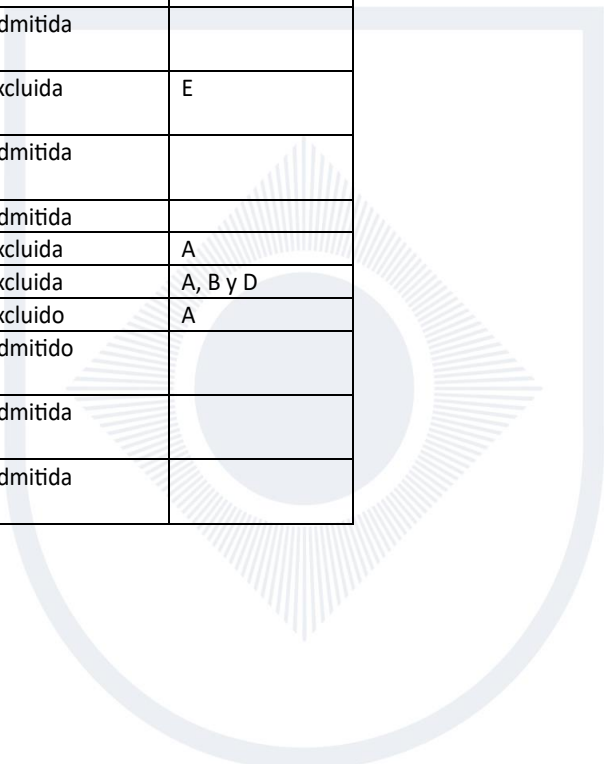 dmitida
xcluida E
dmitida
dmitida
xcluida A
xcluida A, B y D
xcluido A
dmitido
dmitida
dmitida